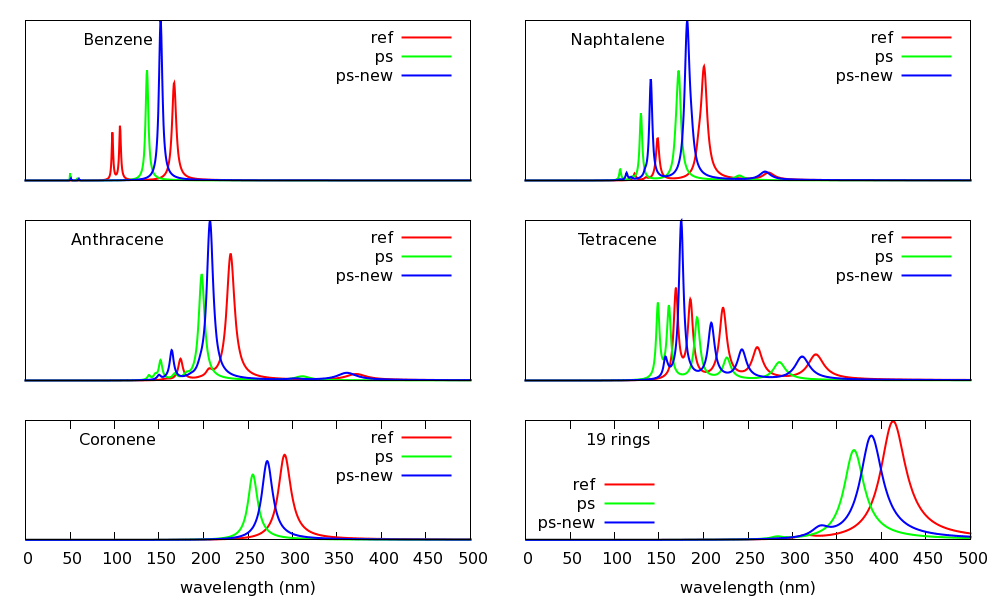 Benzene
ref
ps
ps-new
Naphtalene
ref
ps
ps-new
Anthracene
ref
ps
ps-new
Tetracene
ref
ps
ps-new
Coronene
ref
ps
ps-new
0 50 100 150 200 250 300 350 400 450 500
wavelength (nm)
19 rings
ref
ps
ps-new
0 50 100 150 200 250 300 350 400 450 500
wavelength (nm)